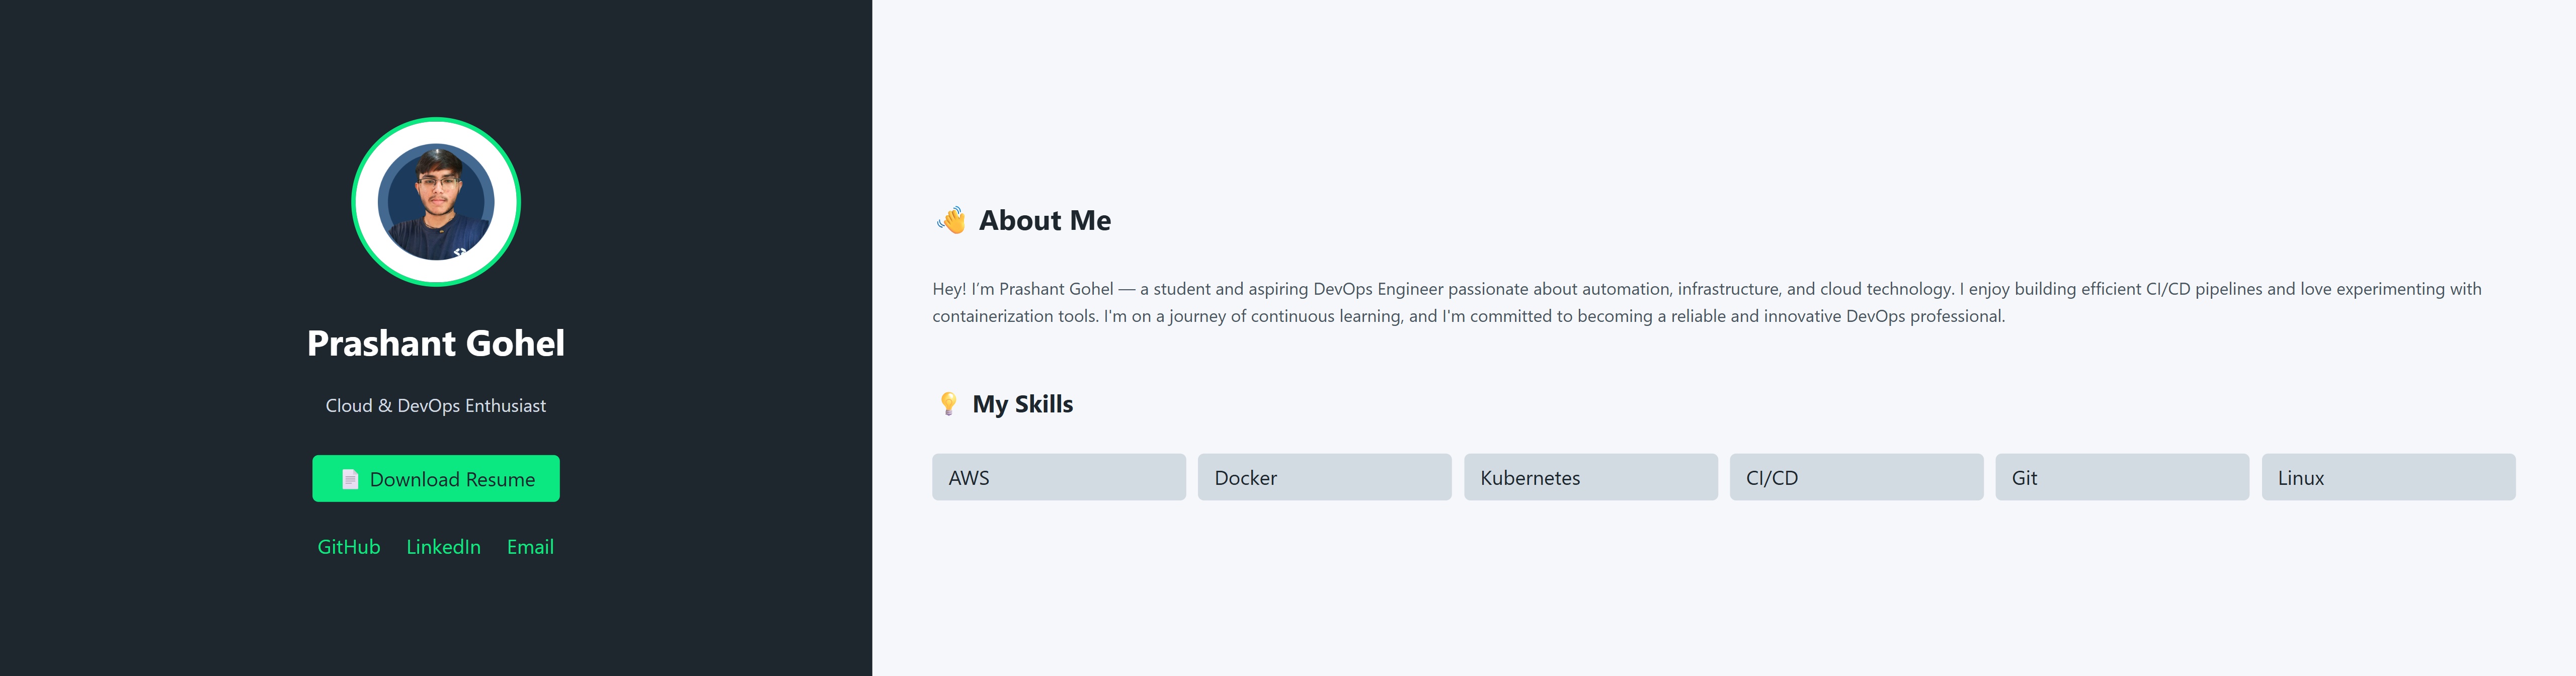 Prashant Gohel
Cloud & DevOps Enthusiast
📄 Download Resume
GitHub LinkedIn Email
👋 About Me
Hey! I’m Prashant Gohel — a student and aspiring DevOps Engineer passionate about automation, infrastructure, and cloud technology. I enjoy building efficient CI/CD pipelines and love experimenting with
containerization tools. I'm on a journey of continuous learning, and I'm committed to becoming a reliable and innovative DevOps professional.
💡 My Skills
AWS Docker Kubernetes CI/CD Git Linux